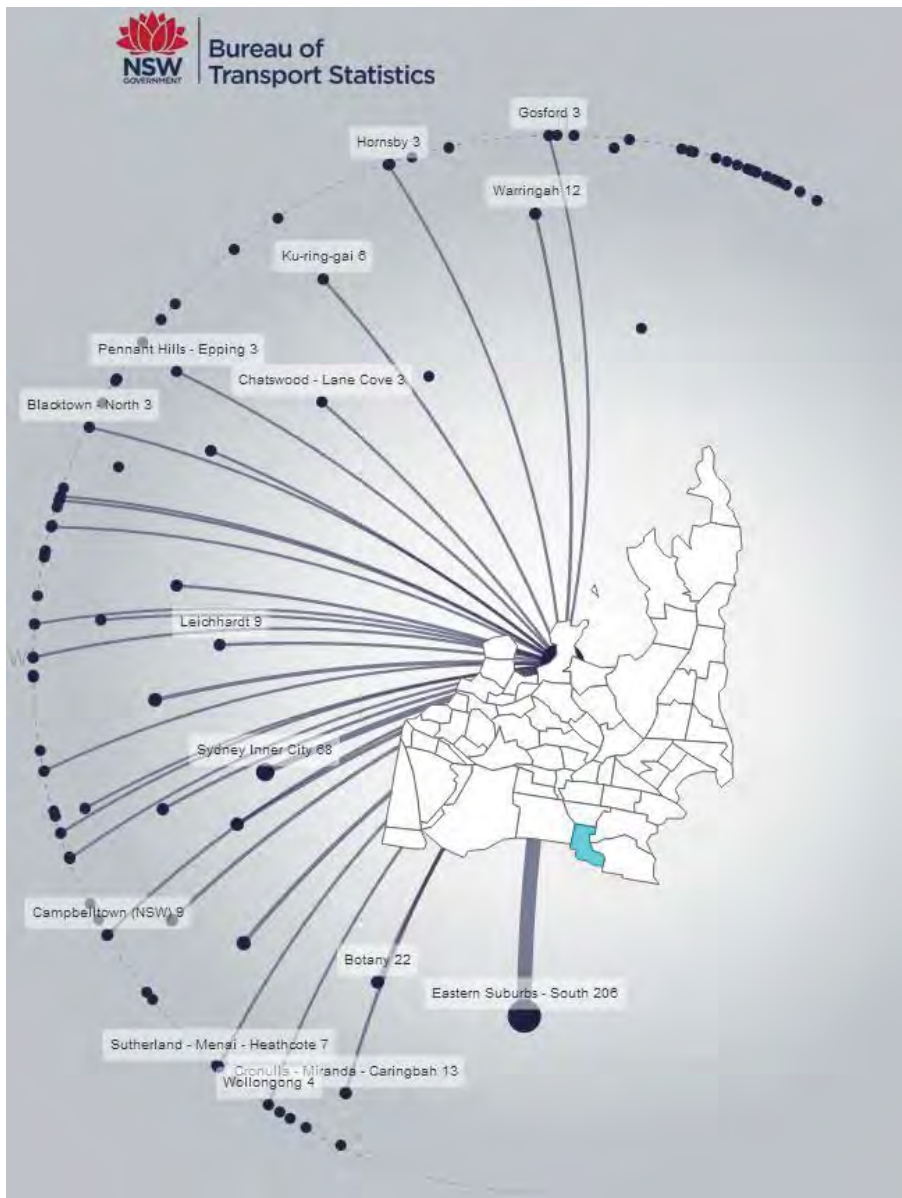 NSW
GOVERNMENT
Bureau of
Transport Statistics
Gosford 3
Hornsby 3
Warringah 12
Ku-ring-gai 6
Pennant Hills - Epping 3
Chatswood - Lane Cove 3
Blacktown - North 3
Leichhardt 9
W
Sydney Inner City 68
Campbelltown (NSW) 9
Botany 22
Eastern Suburbs - South 206
Sutherland - Menai - Heathcote 7
Cronulla - Miranda - Caringbah 13
Wollongong 4